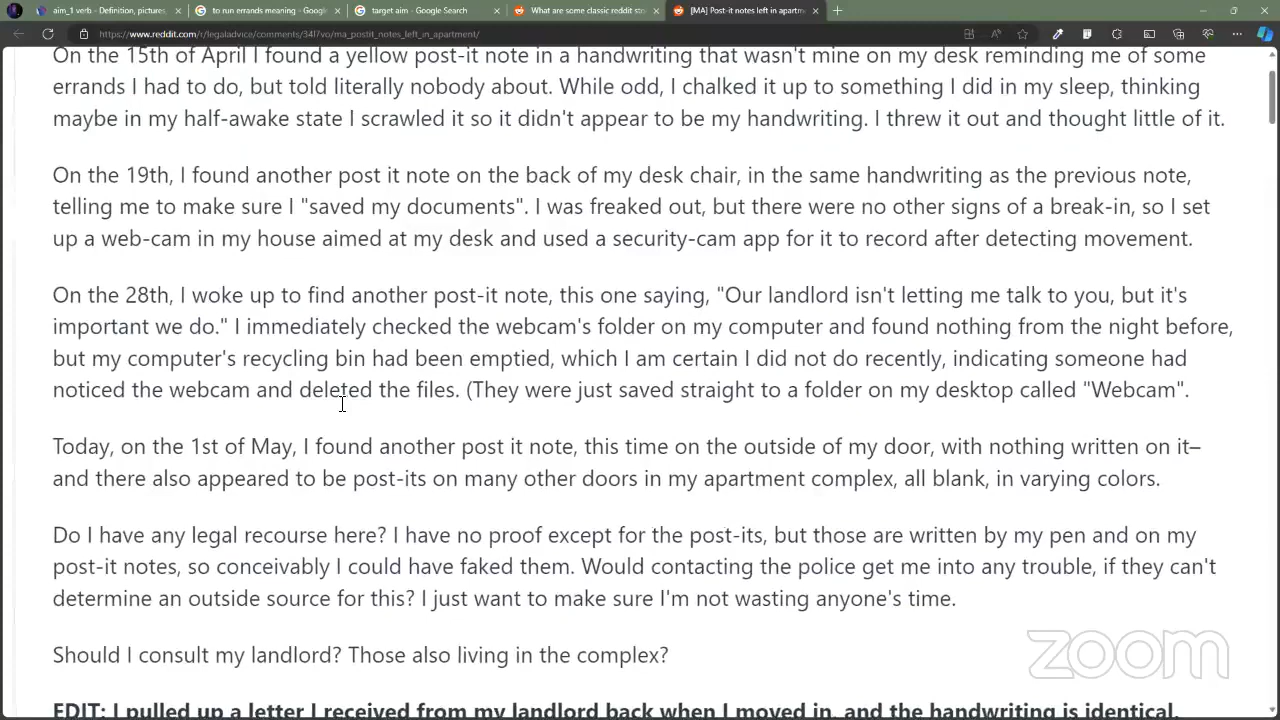 aim_1 verb - Definition, pictures,
to run errands meaning - Google
target aim - Google Search
What are some classic reddit st
[MA] Post-it notes left in apartm
https://www.reddit.com/r/legaladvice/comments/34l7vo/ma_postit_notes_left_in_apartment/
On the 15th of April I found a yellow post-it note in a handwriting that wasn't mine on my desk reminding me of some
errands I had to do, but told literally nobody about. While odd, I chalked it up to something I did in my sleep, thinking
maybe in my half-awake state I scrawled it so it didn't appear to be my handwriting. I threw it out and thought little of it.
On the 19th, I found another post it note on the back of my desk chair, in the same handwriting as the previous note,
telling me to make sure I "saved my documents". I was freaked out, but there were no other signs of a break-in, so I set
up a web-cam in my house aimed at my desk and used a security-cam app for it to record after detecting movement.
On the 28th, I woke up to find another post-it note, this one saying, "Our landlord isn't letting me talk to you, but it's
important we do." I immediately checked the webcam's folder on my computer and found nothing from the night before,
but my computer's recycling bin had been emptied, which I am certain I did not do recently, indicating someone had
noticed the webcam and deleted the files. (They were just saved straight to a folder on my desktop called "Webcam".
Today, on the 1st of May, I found another post it note, this time on the outside of my door, with nothing written on it–
and there also appeared to be post-its on many other doors in my apartment complex, all blank, in varying colors.
Do I have any legal recourse here? I have no proof except for the post-its, but those are written by my pen and on my
post-it notes, so conceivably I could have faked them. Would contacting the police get me into any trouble, if they can't
determine an outside source for this? I just want to make sure I'm not wasting anyone's time.
Should I consult my landlord? Those also living in the complex?
zoom
EDIT: I pulled up a letter I received from my landlord back when I moved in, and the handwriting is identical.